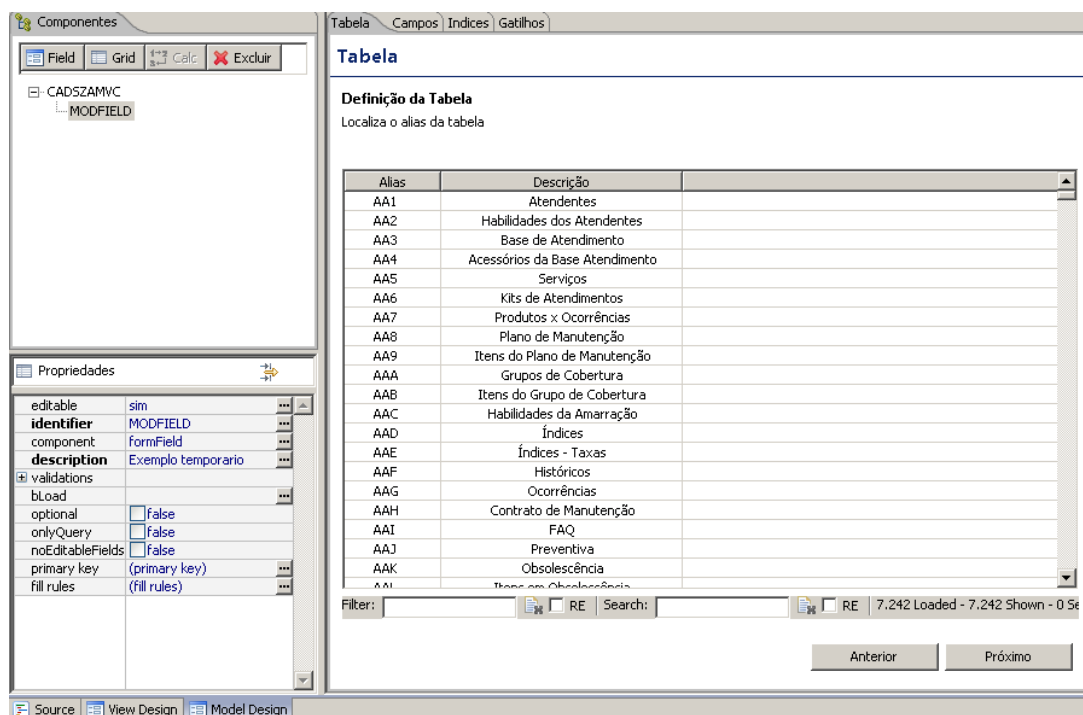 Componentes
Field Grid Calc Excluir
CADSZAMVC
MODFIELD
Propriedades
editable sim
identifier MODFIELD
component formField
description Exemplo temporario
validations
bLoad
optional false
onlyQuery false
noEditableFields false
primary key (primary key)
fill rules (fill rules)
Tabela Campos Indices Gatilhos
Tabela
Definição da Tabela
Localiza o alias da tabela
Alias Descrição
AA1 Atendentes
AA2 Habilidades dos Atendentes
AA3 Base de Atendimento
AA4 Acessórios da Base Atendimento
AA5 Serviços
AA6 Kits de Atendimentos
AA7 Produtos x Ocorrências
AA8 Plano de Manutenção
AA9 Itens do Plano de Manutenção
AAA Grupos de Cobertura
AAB Itens do Grupo de Cobertura
AAC Habilidades da Amarração
AAD Índices
AAE Índices - Taxas
AAF Históricos
AAG Ocorrências
AAH Contrato de Manutenção
AAI FAQ
AAJ Preventiva
AAK Obsolescência
AAL Itens em Obsolescência
Filter: RE Search: RE 7.242 Loaded - 7.242 Shown - 0 Se
Anterior Próximo
Source View Design Model Design